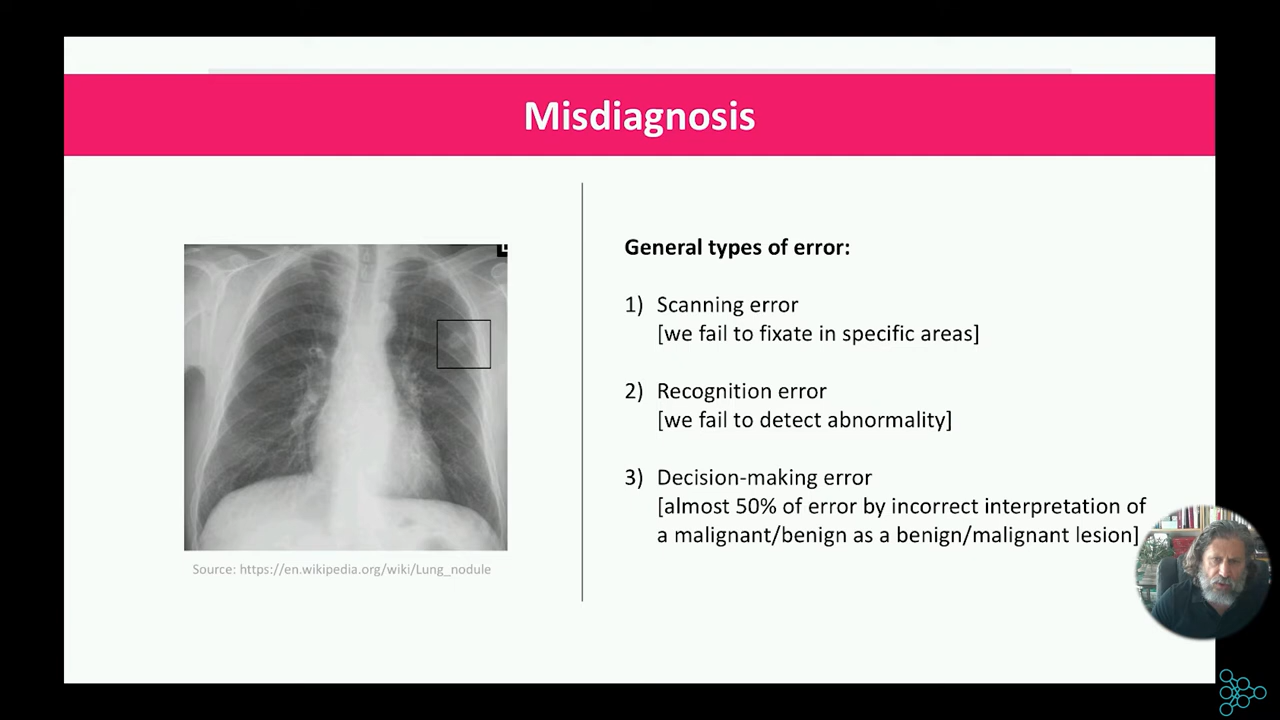 Misdiagnosis
Source: https://en.wikipedia.org/wiki/Lung_nodule
General types of error:
1) Scanning error
[we fail to fixate in specific areas]
2) Recognition error
[we fail to detect abnormality]
3) Decision-making error
[almost 50% of error by incorrect interpretation of
a malignant/benign as a benign/malignant lesion]